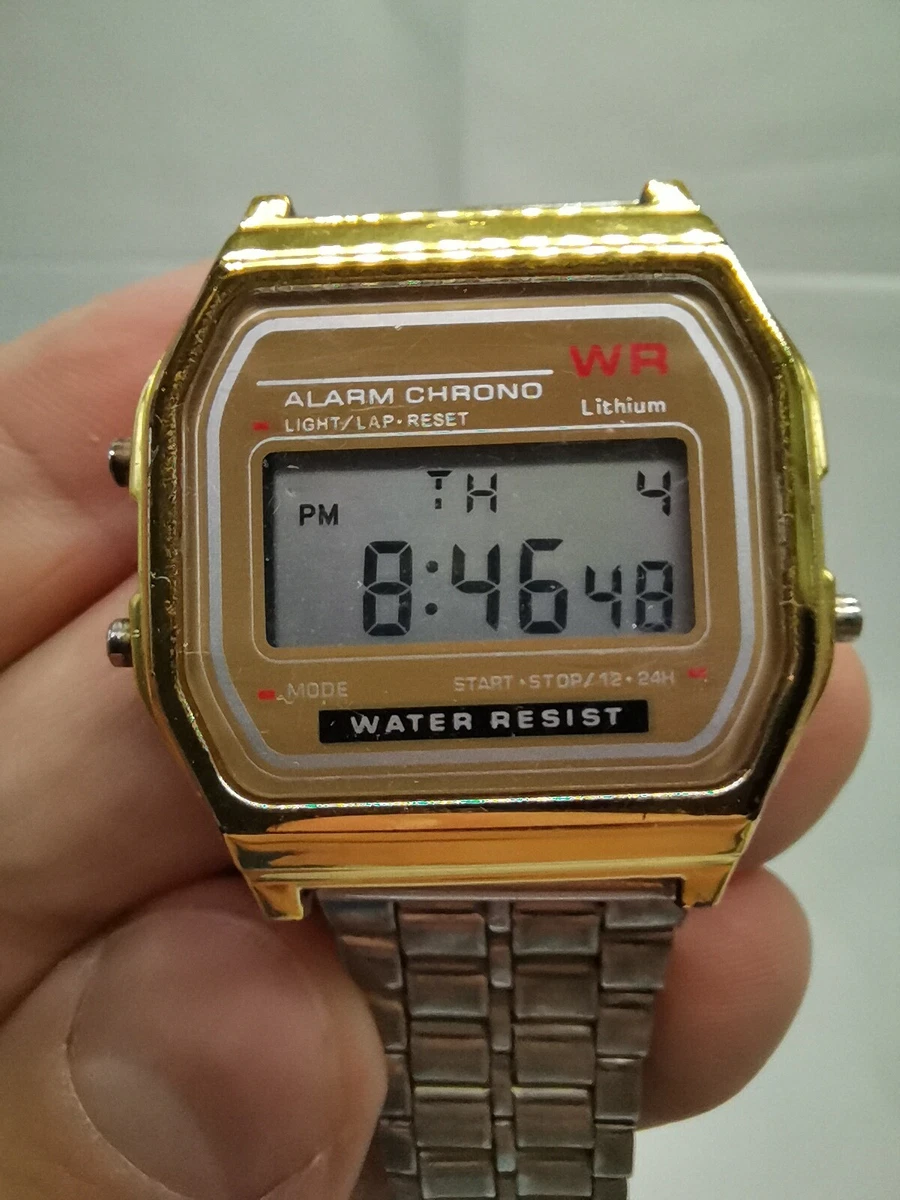 WR
ALARM CHRONO
Lithium
LIGHT/LAP·RESET
TH 4
PM
8:46 48
MODE
START·STOP/12·24H
WATER RESIST